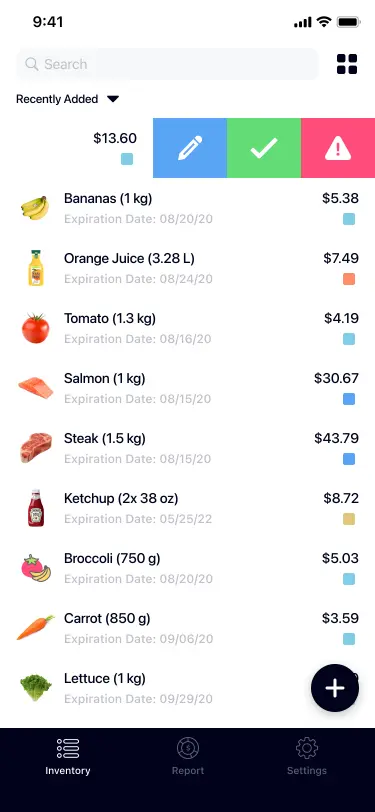 9:41
Search
Recently Added
$13.60
Bananas (1 kg) $5.38
Expiration Date: 08/20/20
Orange Juice (3.28 L) $7.49
Expiration Date: 08/24/20
Tomato (1.3 kg) $4.19
Expiration Date: 08/16/20
Salmon (1 kg) $30.67
Expiration Date: 08/15/20
Steak (1.5 kg) $43.79
Expiration Date: 08/15/20
Ketchup (2x 38 oz) $8.72
Expiration Date: 05/25/22
Broccoli (750 g) $5.03
Expiration Date: 08/20/20
Carrot (850 g) $3.59
Expiration Date: 09/06/20
Lettuce (1 kg)
Expiration Date: 09/29/20
Inventory Report Settings